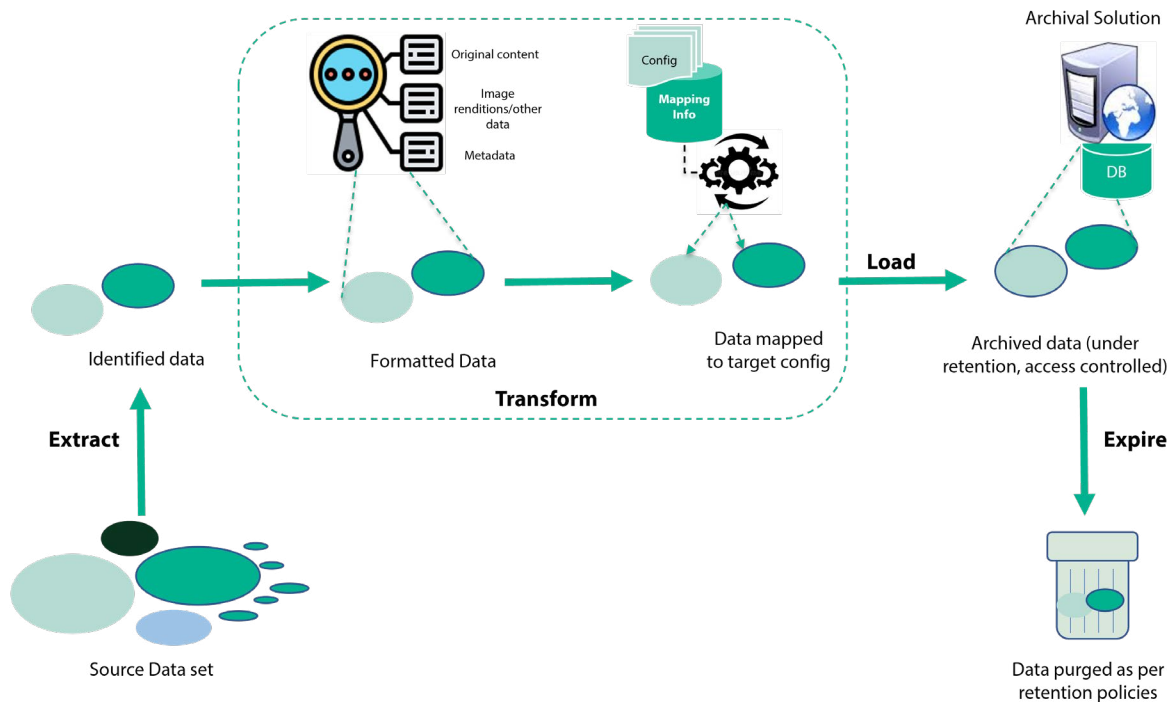 Archival Solution
Original content
Image
renditions/other
data
Metadata
Config
Mapping
Info
DB
Load
Identified data
Formatted Data
Data mapped
to target config
Archived data (under
retention, access controlled)
Transform
Extract
Expire
Source Data set
Data purged as per
retention policies